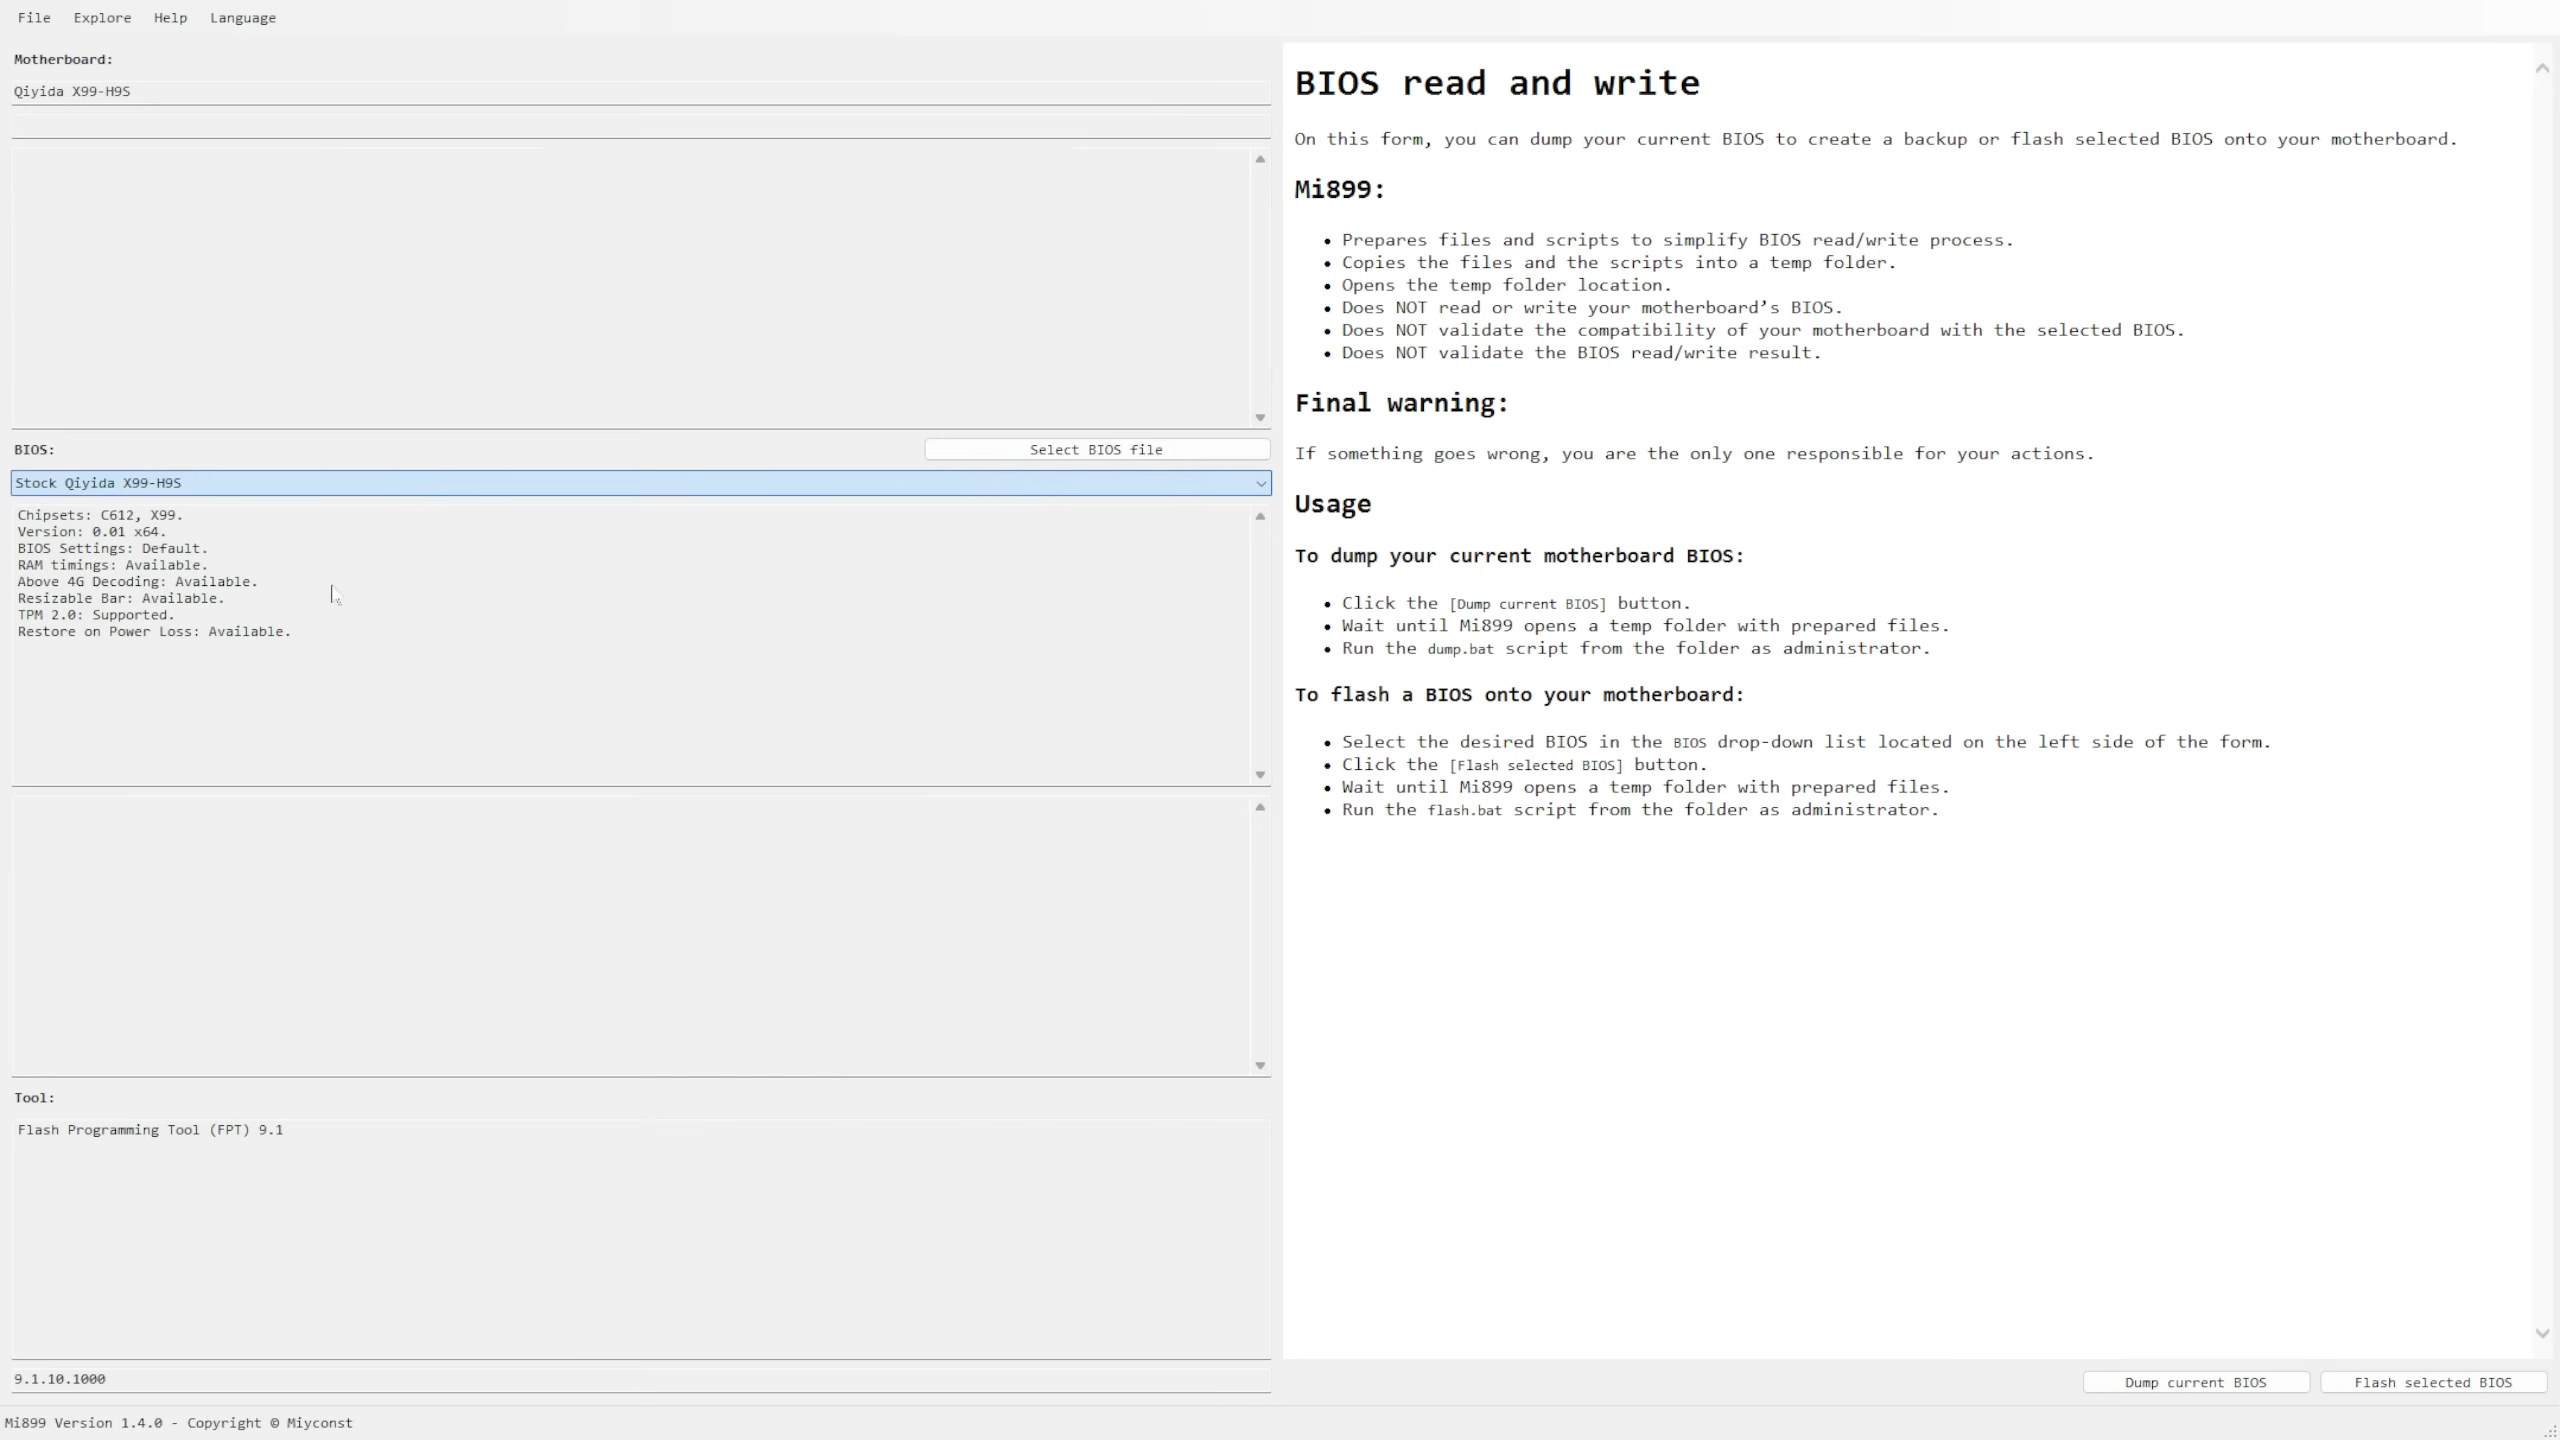 File Explore Help Language
Motherboard:
Qiyida X99-H9S
BIOS:
Select BIOS file
Stock Qiyida X99-H9S
Chipsets: C612, X99.
Version: 0.01 x64.
BIOS Settings: Default.
RAM timings: Available.
Above 4G Decoding: Available.
Resizable Bar: Available.
TPM 2.0: Supported.
Restore on Power Loss: Available.
Tool:
Flash Programming Tool (FPT) 9.1
9.1.10.1000
BIOS read and write
On this form, you can dump your current BIOS to create a backup or flash selected BIOS onto your motherboard.
Mi899:
• Prepares files and scripts to simplify BIOS read/write process.
• Copies the files and the scripts into a temp folder.
• Opens the temp folder location.
• Does NOT read or write your motherboard’s BIOS.
• Does NOT validate the compatibility of your motherboard with the selected BIOS.
• Does NOT validate the BIOS read/write result.
Final warning:
If something goes wrong, you are the only one responsible for your actions.
Usage
To dump your current motherboard BIOS:
• Click the [Dump current BIOS] button.
• Wait until Mi899 opens a temp folder with prepared files.
• Run the dump.bat script from the folder as administrator.
To flash a BIOS onto your motherboard:
• Select the desired BIOS in the BIOS drop-down list located on the left side of the form.
• Click the [Flash selected BIOS] button.
• Wait until Mi899 opens a temp folder with prepared files.
• Run the flash.bat script from the folder as administrator.
Dump current BIOS
Flash selected BIOS
Mi899 Version 1.4.0 - Copyright © Miyconst